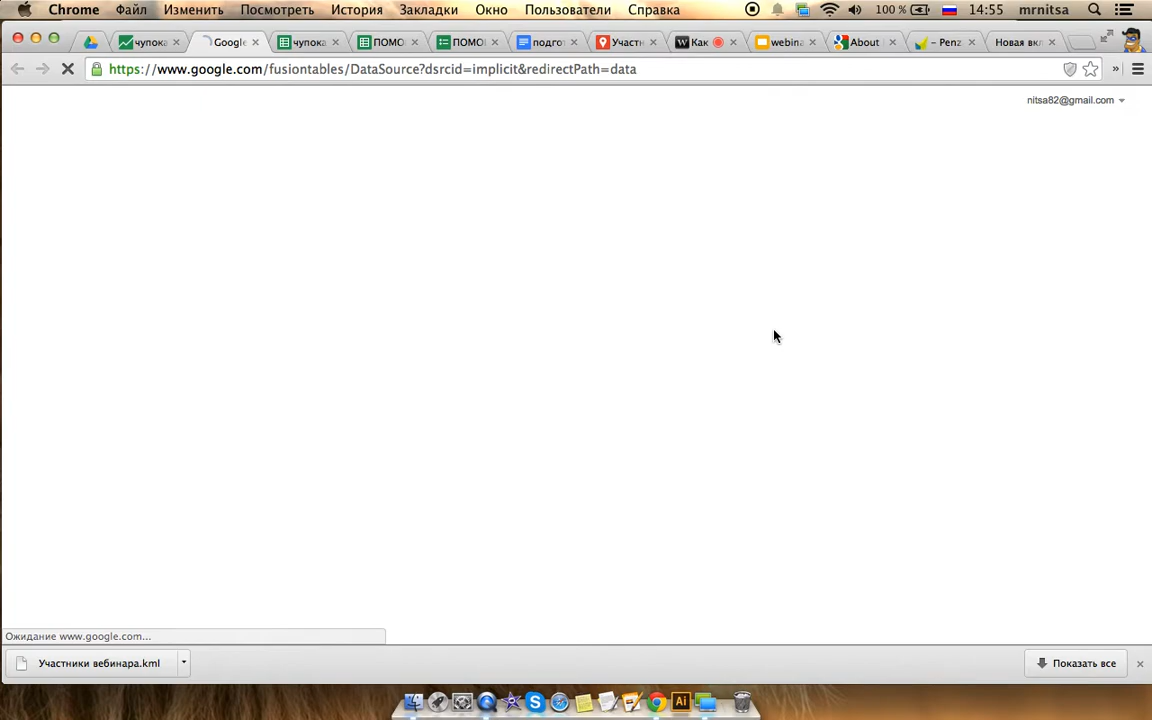 Chrome Файл Изменить Посмотреть История Закладки Окно Пользователи Справка 100 % 14:55 mrnitsa
чупока Google чупока ПОМО ПОМО подгот Участн Как webina About - Penz Новая вкл
https://www.google.com/fusiontables/DataSource?dsrcid=implicit&redirectPath=data
nitsa82@gmail.com
Ожидание www.google.com...
Участники вебинара.kml Показать все